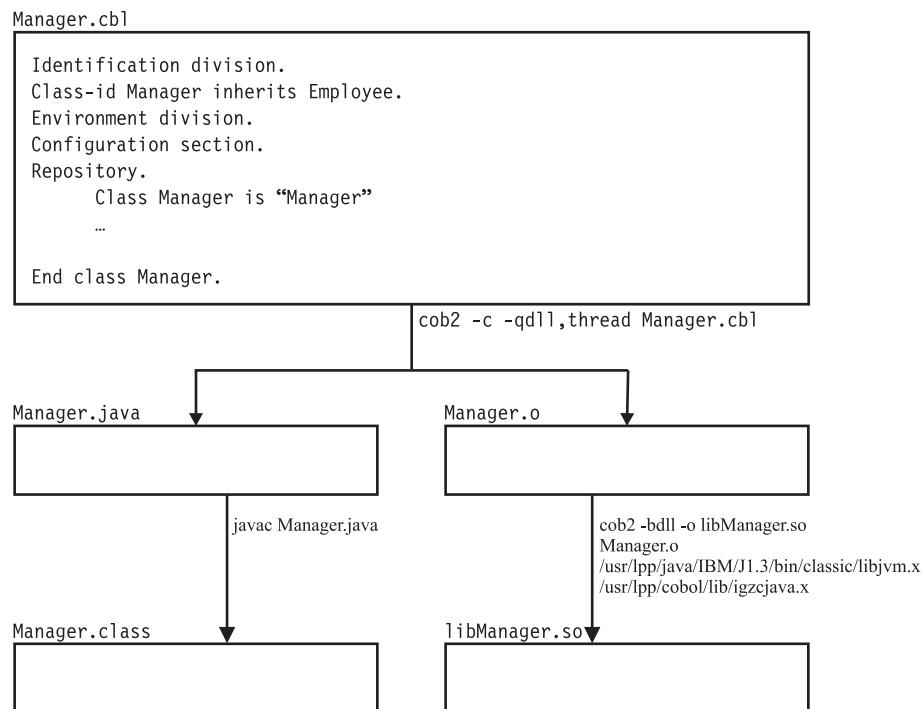 Manager.cbl
Identification division.
Class-id Manager inherits Employee.
Environment division.
Configuration section.
Repository.
Class Manager is “Manager”
…
End class Manager.
cob2 -c -qdll,thread Manager.cbl
Manager.java
Manager.o
javac Manager.java
cob2 -bdll -o libManager.so
Manager.o
/usr/lpp/java/IBM/J1.3/bin/classic/libjvm.x
/usr/lpp/cobol/lib/igzcjava.x
Manager.class
libManager.so